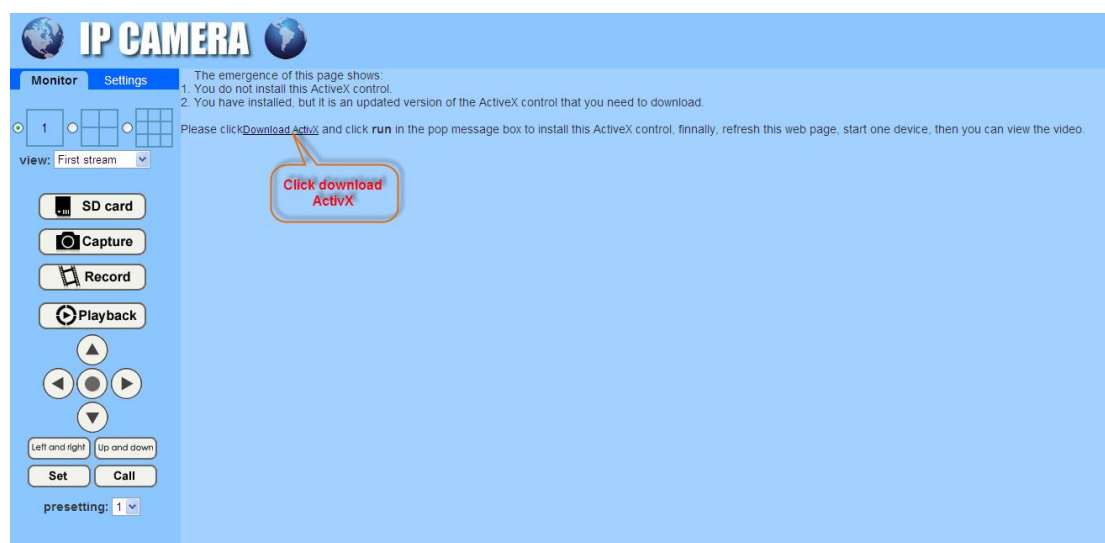 IP CAMERA
Monitor Settings
The emergence of this page shows:
1. You do not install this ActiveX control.
2. You have installed, but it is an updated version of the ActiveX control that you need to download.
Please clickDownload ActivX and click run in the pop message box to install this ActiveX control, finnally, refresh this web page, start one device, then you can view the video.
Click download
ActivX
1
view: First stream
SD card
Capture
Record
Playback
Left and right Up and down
Set Call
presetting: 1